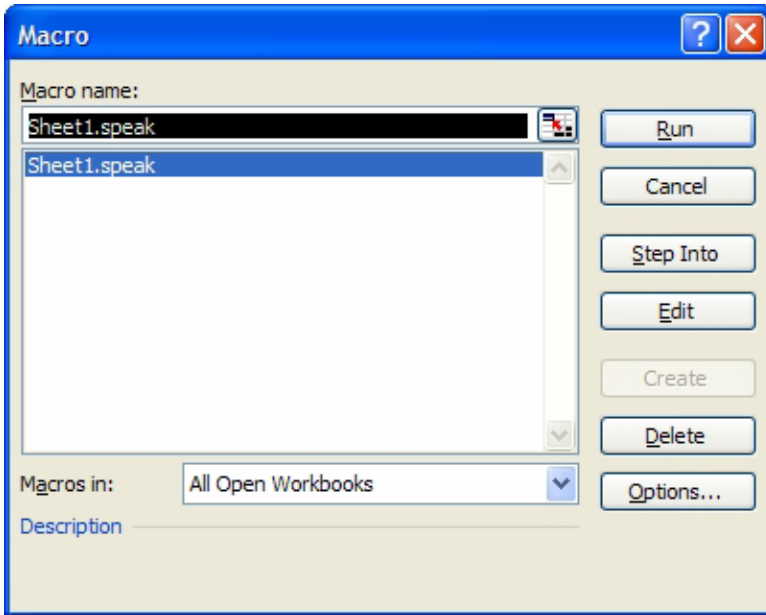 Macro
Macro name:
Sheet1.speak
Sheet1.speak
Run
Cancel
Step Into
Edit
Create
Delete
Macros in: All Open Workbooks
Options...
Description